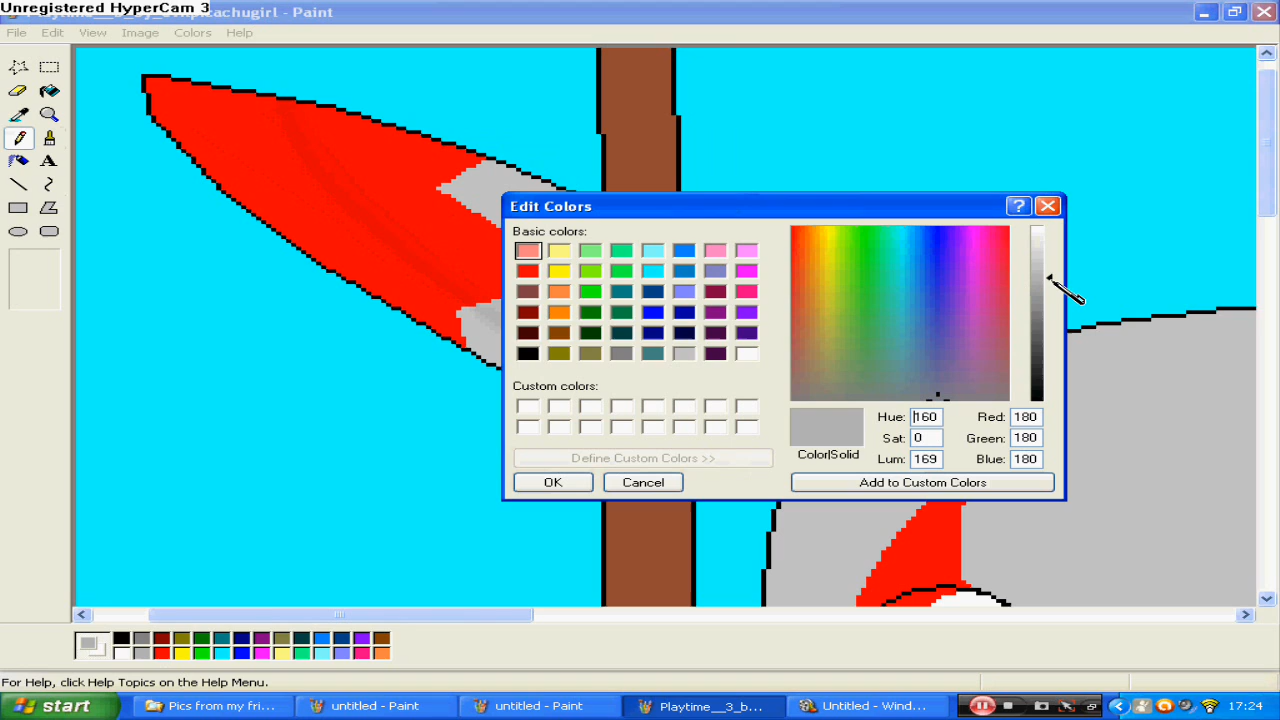 Unregistered HyperCam 3
- Paint
File Edit View Image Colors Help
Edit Colors
Basic colors:
Custom colors:
Define Custom Colors >>
OK Cancel
Color|Solid
Hue: 160 Red: 180
Sat: 0 Green: 180
Lum: 169 Blue: 180
Add to Custom Colors
For Help, click Help Topics on the Help Menu.
start
Pics from my fri...
untitled - Paint
untitled - Paint
Playtime__3_b...
Untitled - Wind...
17:24